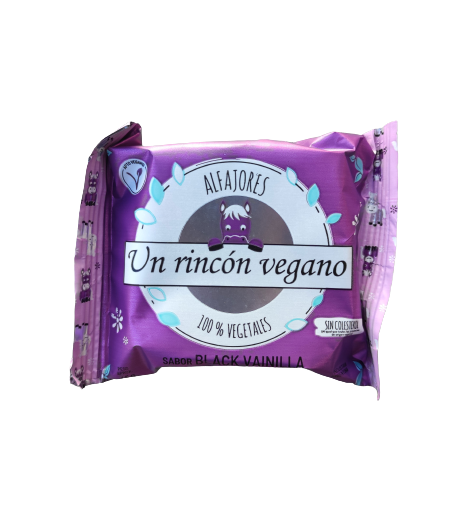 ALFAJORES
Un rincón vegano
100 % VEGETALES
SIN COLESTEROL
SABOR BLACK VAINILLA